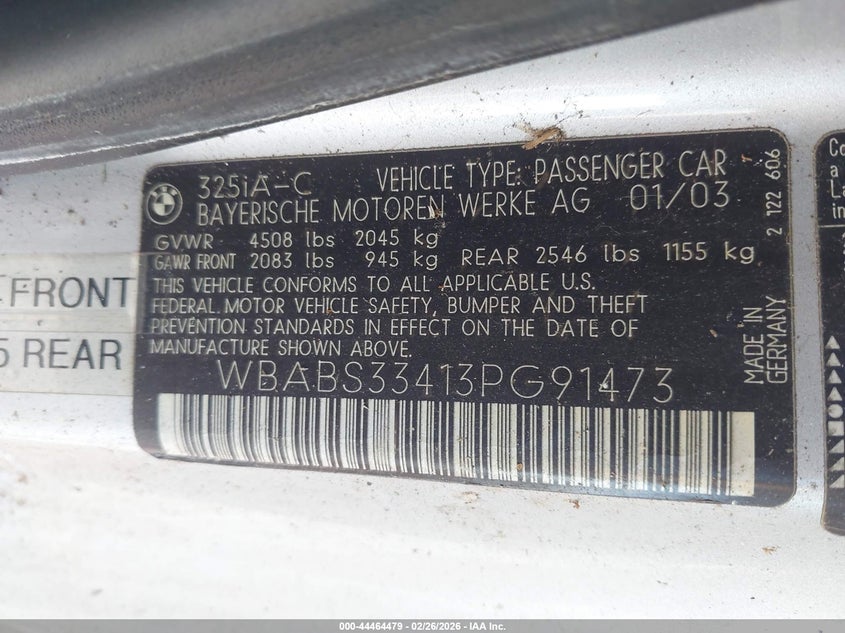 325iA-C VEHICLE TYPE: PASSENGER CAR
BAYERISCHE MOTOREN WERKE AG 01/03
GVWR 4508 lbs 2045 kg
GAWR FRONT 2083 lbs 945 kg REAR 2546 lbs 1155 kg
THIS VEHICLE CONFORMS TO ALL APPLICABLE U.S.
FEDERAL MOTOR VEHICLE SAFETY, BUMPER AND THEFT
PREVENTION STANDARDS IN EFFECT ON THE DATE OF
MANUFACTURE SHOWN ABOVE.
WBABS33413PG91473
MADE IN
GERMANY
2 122 606
BMW
FRONT
5 REAR
Co
a
L
in
000-44464479 - 02/26/2026 - IAA Inc.